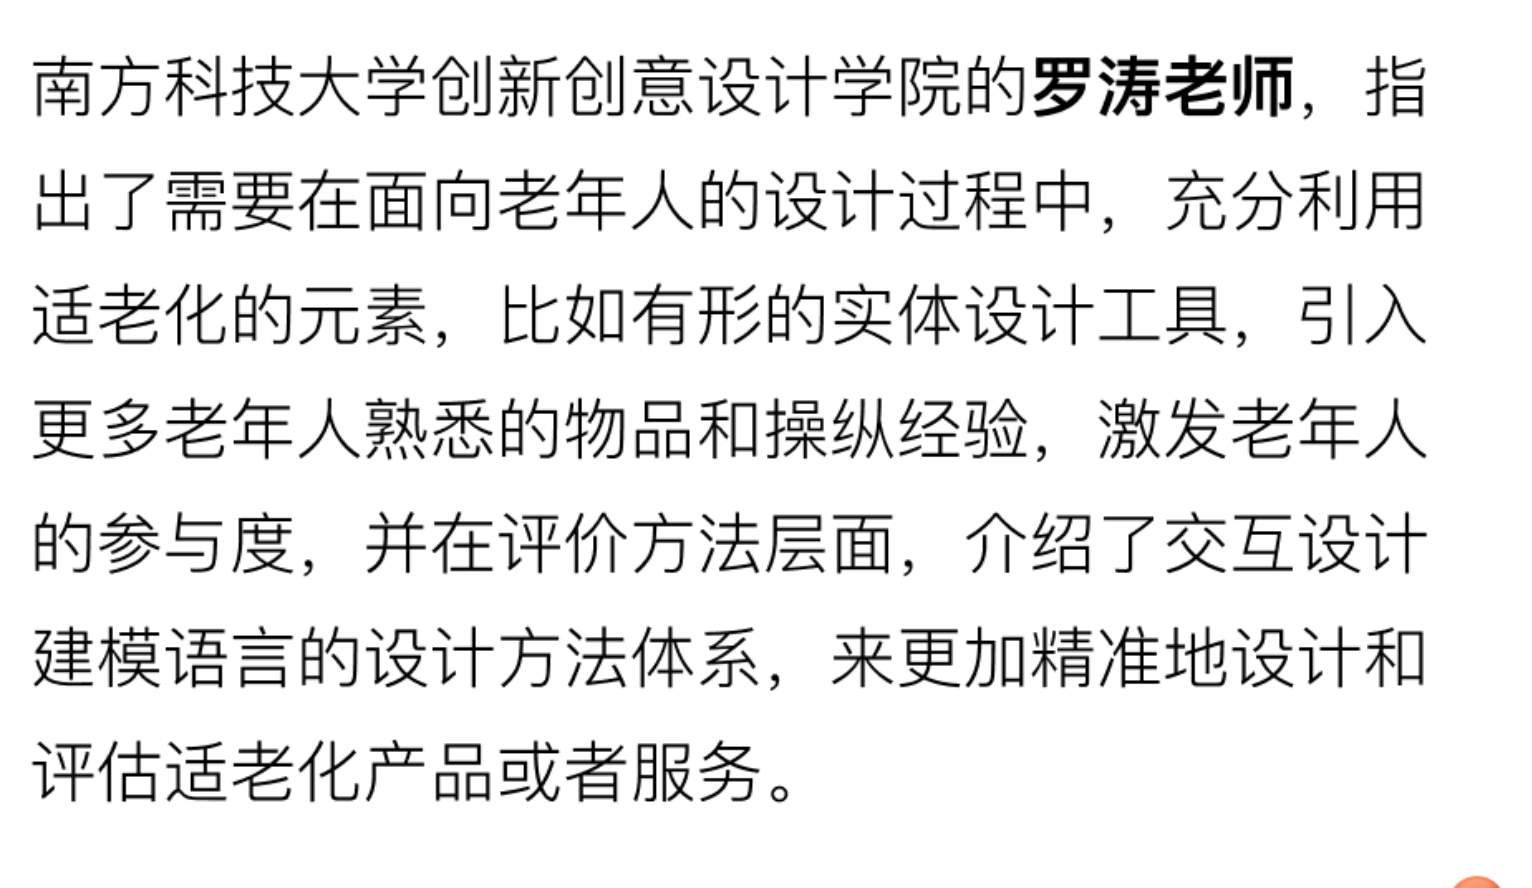 南方科技大学创新创意设计学院的罗涛老师，指
出了需要在面向老年人的设计过程中，充分利用
适老化的元素，比如有形的实体设计工具，引入
更多老年人熟悉的物品和操纵经验，激发老年人
的参与度，并在评价方法层面，介绍了交互设计
建模语言的设计方法体系，来更加精准地设计和
评估适老化产品或者服务。